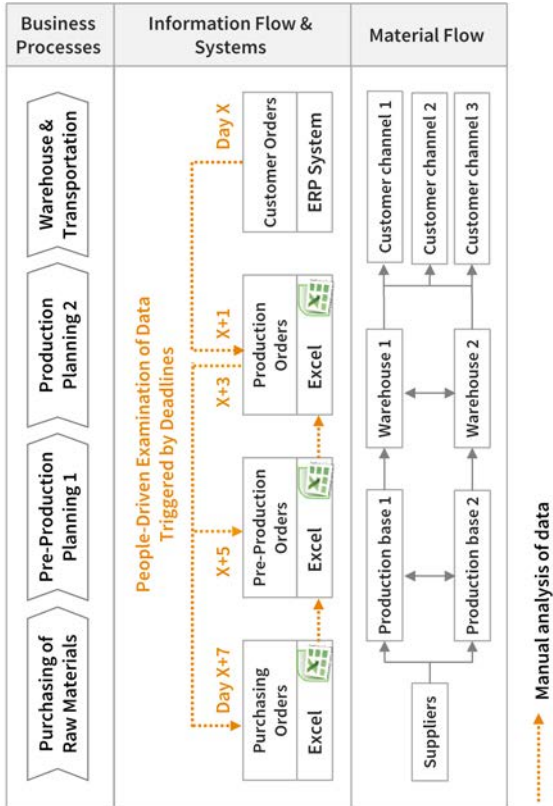 Business
Processes
Information Flow &
Systems
Material Flow
Purchasing of
Raw Materials
Pre-Production
Planning 1
Production
Planning 2
Warehouse &
Transportation
People-Driven Examination of Data
Triggered by Deadlines
Day X+7
X+5
X+3
X+1
Day X
Purchasing
Orders
Excel
Pre-Production
Orders
Excel
Production
Orders
Excel
Customer Orders
ERP System
Suppliers
Production base 1
Production base 2
Warehouse 1
Warehouse 2
Customer channel 1
Customer channel 2
Customer channel 3
Manual analysis of data